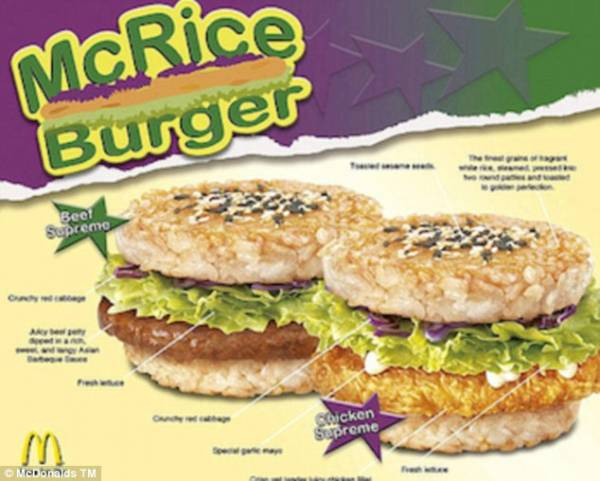 McRice
Burger
Toasted sesame seeds.
The finest grains of fragrant
white rice, steamed, pressed into
two round patties and toasted
to golden perfection.
Beef
Supreme
Crunchy red cabbage
Juicy beef patty
dipped in a rich,
sweet, and tangy Asian
Barbeque Sauce
Fresh lettuce
Crunchy red cabbage
Chicken
Supreme
Special garlic mayo
Fresh lettuce
Crisp yet tender juicy chicken fillet
© McDonalds TM